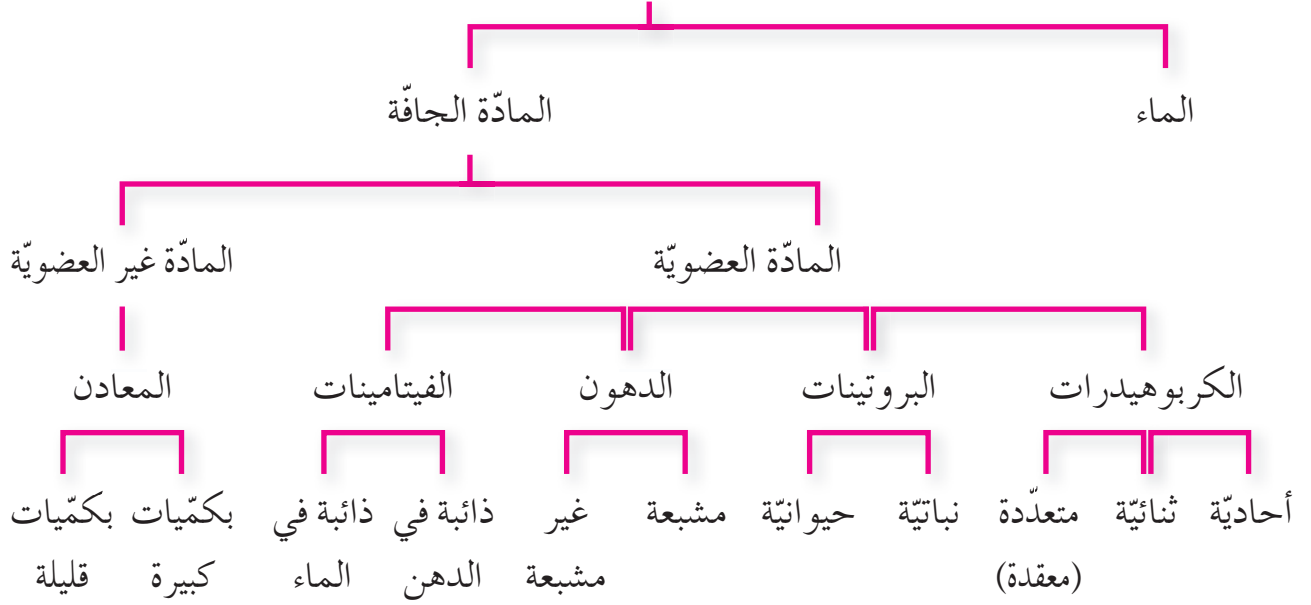 الماء المادّة الجافّة
المادّة العضويّة المادّة غير العضويّة
الكربوهيدرات البروتينات الدهون الفيتامينات المعادن
أحاديّة ثنائيّة متعدّدة نباتيّة حيوانيّة مشبعة غير ذائبة في ذائبة في بكمّيات بكمّيات
(معقدة) مشبعة الدهن الماء كبيرة قليلة